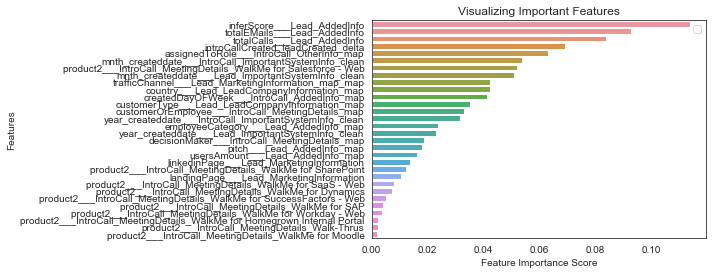 Visualizing Important Features
inferScore___Lead_AddedInfo
totalEMails___Lead_AddedInfo
totalCalls___Lead_AddedInfo
introCallCreated_leadCreated_delta
assignedToRole___IntroCall_OtherInfo_map
mnth_createddate___IntroCall_ImportantSystemInfo_clean
product2___IntroCall_MeetingDetails_WalkMe for Salesforce - Web
mnth_createddate___Lead_ImportantSystemInfo_clean
trafficChannel___Lead_MarketingInformation_map_map
country___Lead_LeadCompanyInformation_map
createdDayOFWeek___IntroCall_AddedInfo_map
customerType___Lead_LeadCompanyInformation_map
customerOrEmployee___IntroCall_MeetingDetails_map
year_createddate___IntroCall_ImportantSystemInfo_clean
employeeCategory___Lead_AddedInfo_map
year_createddate___Lead_ImportantSystemInfo_clean
decisionMaker___IntroCall_MeetingDetails_map
pitch___Lead_AddedInfo_map
usersAmount___Lead_AddedInfo_map
linkedinPage___Lead_MarketingInformation
product2___IntroCall_MeetingDetails_WalkMe for SharePoint
landingPage___Lead_MarketingInformation
product2___IntroCall_MeetingDetails_WalkMe for SaaS - Web
product2___IntroCall_MeetingDetails_WalkMe for Dynamics
product2___IntroCall_MeetingDetails_WalkMe for SuccessFactors - Web
product2___IntroCall_MeetingDetails_WalkMe for SAP
product2___IntroCall_MeetingDetails_WalkMe for Workday - Web
product2___IntroCall_MeetingDetails_WalkMe for Homegrown Internal Portal
product2___IntroCall_MeetingDetails_Walk-Thrus
product2___IntroCall_MeetingDetails_WalkMe for Moodle
Features
0.00 0.02 0.04 0.06 0.08 0.10
Feature Importance Score